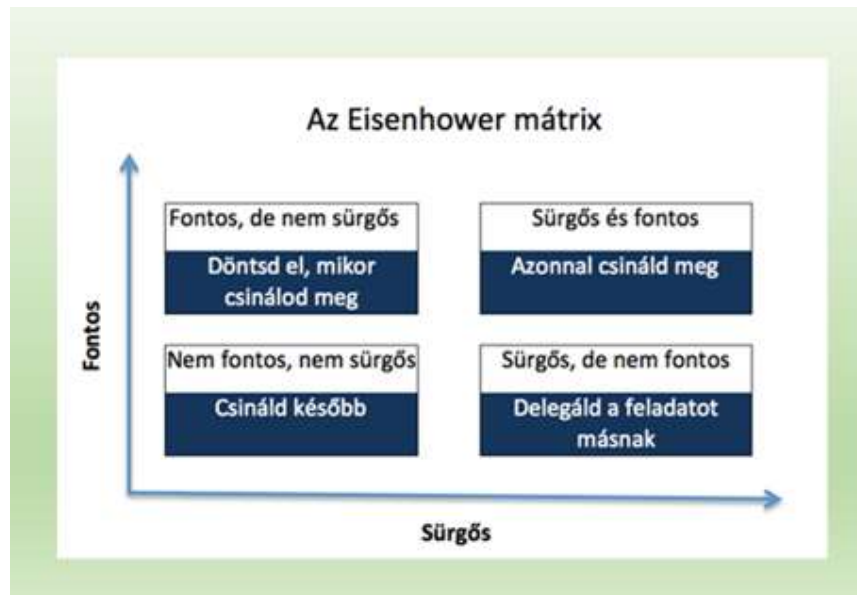 Az Eisenhower mátrix
Fontos, de nem sürgős
Döntsd el, mikor
csinálod meg
Sürgős és fontos
Azonnal csináld meg
Nem fontos, nem sürgős
Csináld később
Sürgős, de nem fontos
Delegáld a feladatot
másnak
Fontos
Sürgős